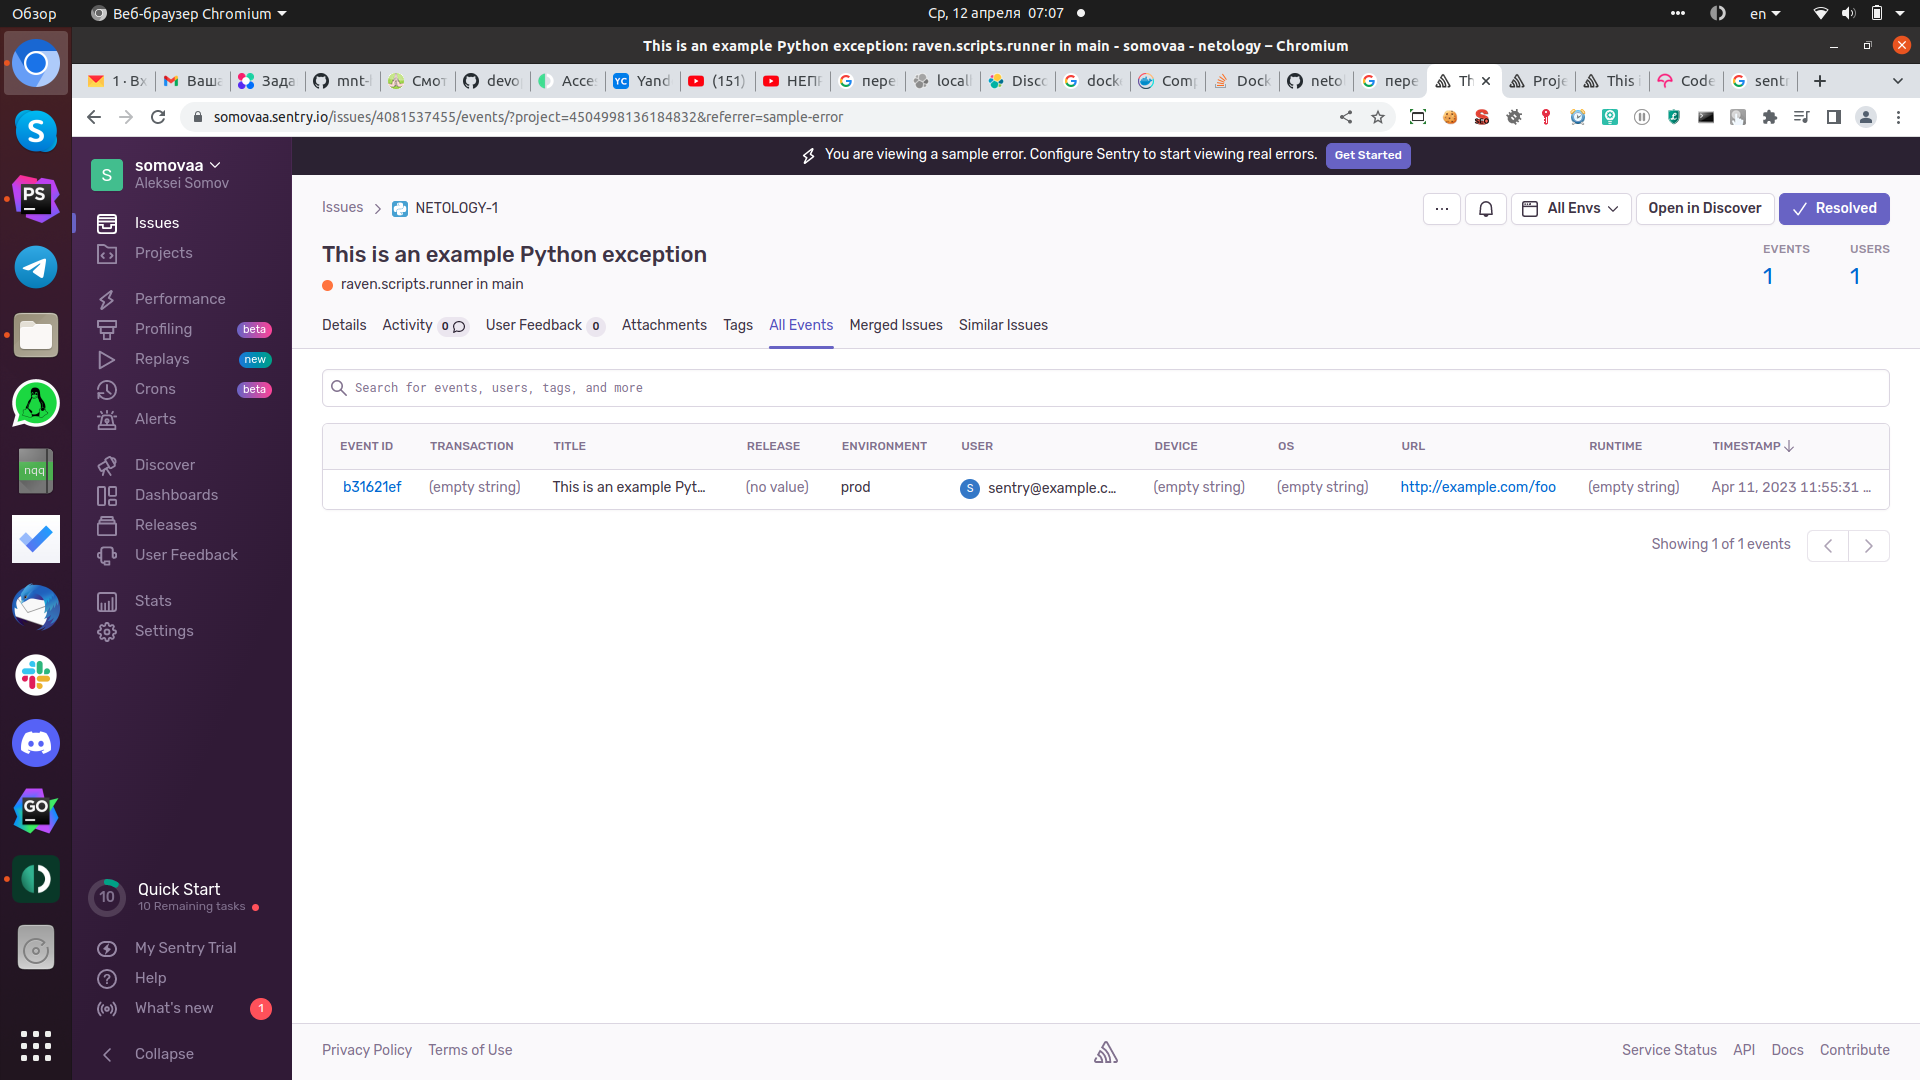 Обзор
Веб-браузер Chromium
Ср, 12 апреля 07:07
en
This is an example Python exception: raven.scripts.runner in main - somovaa - netology – Chromium
1 · Вх
Ваша
Зада
mnt-
Смот
devo
Acce
Yand
(151)
НЕПР
пере
locall
Disco
dock
Comp
Dock
neto
пере
Th
Proje
This i
Code
sentr
somovaa.sentry.io/issues/4081537455/events/?project=4504998136184832&referrer=sample-error
You are viewing a sample error. Configure Sentry to start viewing real errors.
Get Started
S
somovaa
Aleksei Somov
Issues
Projects
Performance
Profiling
beta
Replays
new
Crons
beta
Alerts
Discover
Dashboards
Releases
User Feedback
Stats
Settings
10
Quick Start
10 Remaining tasks
My Sentry Trial
Help
What's new
1
Collapse
Issues
NETOLOGY-1
All Envs
Open in Discover
Resolved
This is an example Python exception
raven.scripts.runner in main
EVENTS
1
USERS
1
Details
Activity 0
User Feedback 0
Attachments
Tags
All Events
Merged Issues
Similar Issues
Search for events, users, tags, and more
EVENT ID TRANSACTION TITLE RELEASE ENVIRONMENT USER DEVICE OS URL RUNTIME TIMESTAMP
b31621ef (empty string) This is an example Pyt... (no value) prod S sentry@example.c... (empty string) (empty string) http://example.com/foo (empty string) Apr 11, 2023 11:55:31 ...
Showing 1 of 1 events
Privacy Policy
Terms of Use
Service Status
API
Docs
Contribute
PS
nqq
GO
YC